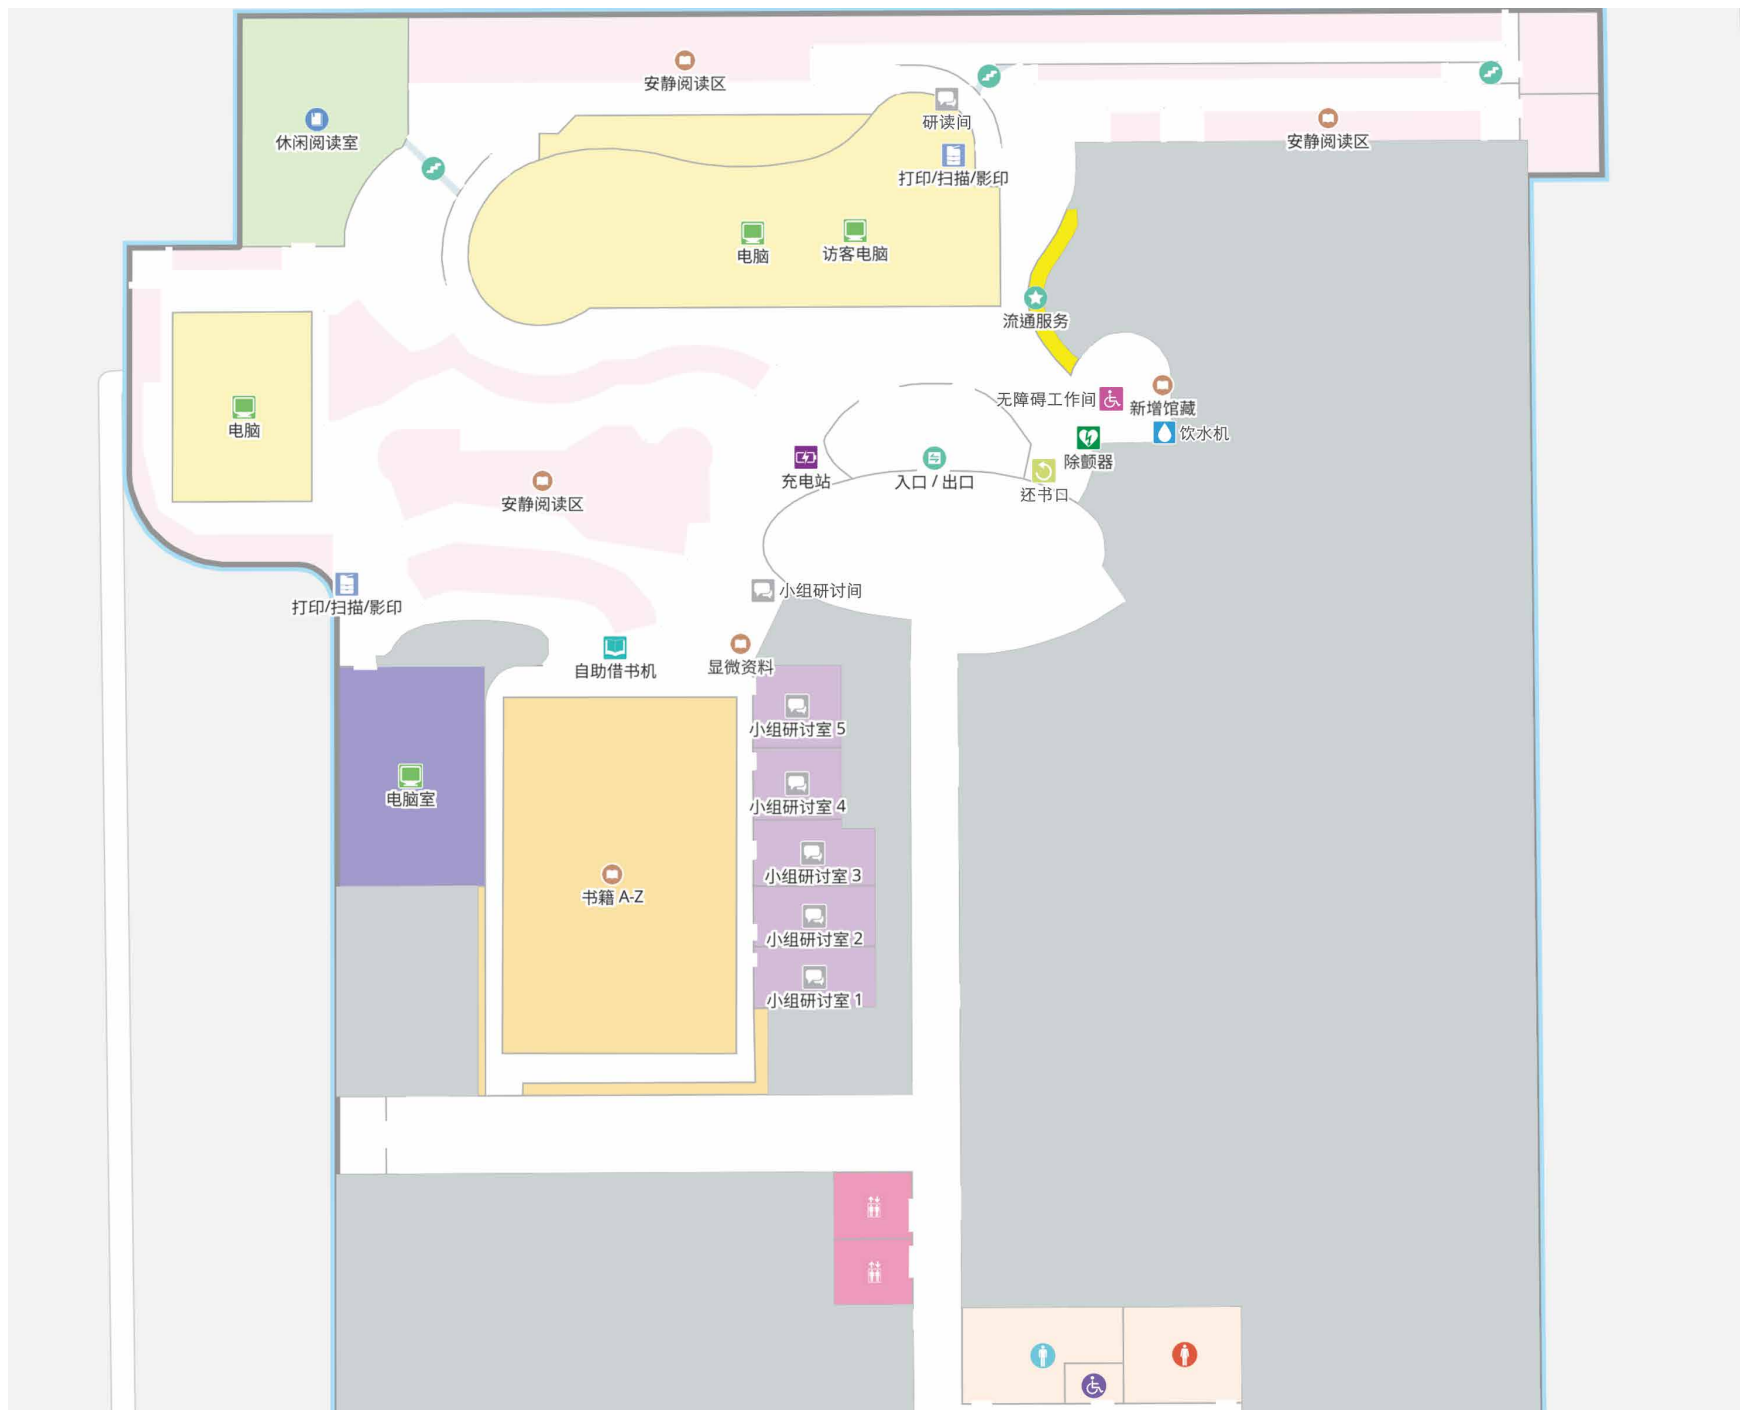 安静阅读区
研读间
休闲阅读室
安静阅读区
打印/扫描/影印
电脑
访客电脑
流通服务
无障碍工作间
新增馆藏
电脑
饮水机
除颤器
充电站
入口 / 出口
还书口
安静阅读区
小组研讨间
打印/扫描/影印
自助借书机
显微资料
小组研讨室 5
电脑室
小组研讨室 4
小组研讨室 3
书籍 A-Z
小组研讨室 2
小组研讨室 1